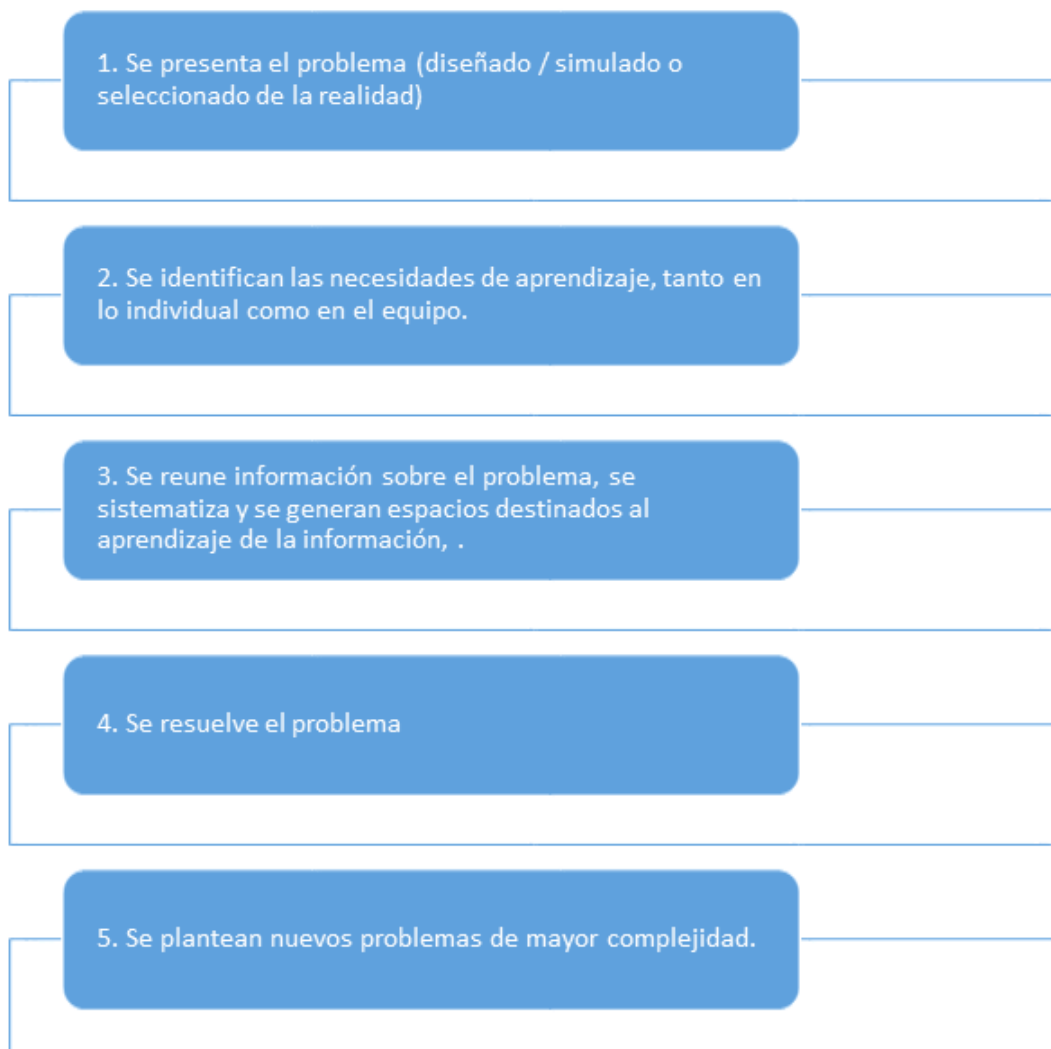 1. Se presenta el problema (diseñado / simulado o
seleccionado de la realidad)
2. Se identifican las necesidades de aprendizaje, tanto en
lo individual como en el equipo.
3. Se reune información sobre el problema, se
sistematiza y se generan espacios destinados al
aprendizaje de la información, .
4. Se resuelve el problema
5. Se plantean nuevos problemas de mayor complejidad.